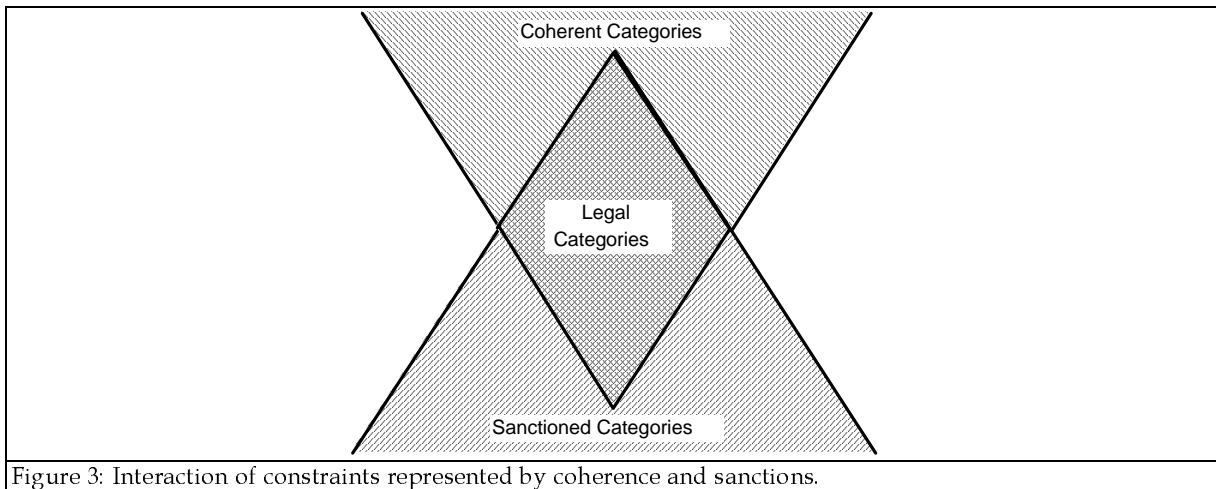 Coherent Categories
Legal
Categories
Sanctioned Categories
Figure 3: Interaction of constraints represented by coherence and sanctions.